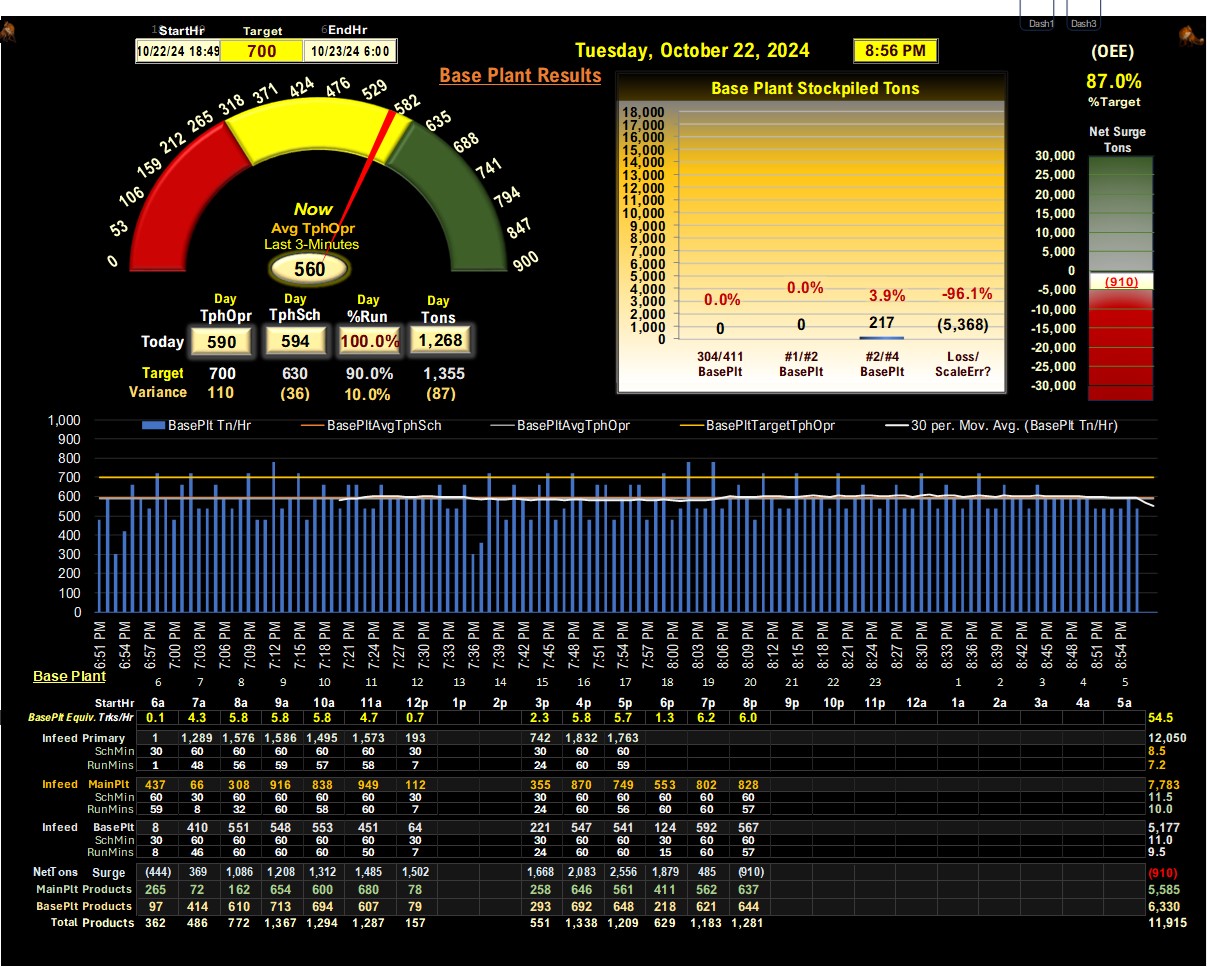 Dash1 Dash3
StartHr Target EndHr
10/22/24 18:49 700 10/23/24 6:00
Tuesday, October 22, 2024 8:56 PM
(OEE)
87.0%
%Target
Base Plant Results
0 53 106 159 212 265 318 371 424 476 529 582 635 688 741 794 847 900
Now
Avg TphOpr
Last 3-Minutes
560
Day Day Day Day
TphOpr TphSch %Run Tons
Today 590 594 100.0% 1,268
Target 700 630 90.0% 1,355
Variance 110 (36) 10.0% (87)
Base Plant Stockpiled Tons
18,000
17,000
16,000
15,000
14,000
13,000
12,000
11,000
10,000
9,000
8,000
7,000
6,000
5,000
4,000
3,000
2,000
1,000
0
0.0% 0.0% 3.9% -96.1%
0 0 217 (5,368)
304/411 #1/#2 #2/#4 Loss/
BasePlt BasePlt BasePlt ScaleErr?
Net Surge
Tons
30,000
25,000
20,000
15,000
10,000
5,000
0
(910)
-5,000
-10,000
-15,000
-20,000
-25,000
-30,000
BasePlt Tn/Hr BasePltAvgTphSch BasePltAvgTphOpr BasePltTargetTphOpr 30 per. Mov. Avg. (BasePlt Tn/Hr)
1,000
900
800
700
600
500
400
300
200
100
0
6:51 PM 6:54 PM 6:57 PM 7:00 PM 7:03 PM 7:06 PM 7:09 PM 7:12 PM 7:15 PM 7:18 PM 7:21 PM 7:24 PM 7:27 PM 7:30 PM 7:33 PM 7:36 PM 7:42 PM 7:45 PM 7:48 PM 7:51 PM 7:54 PM 7:57 PM 8:00 PM 8:03 PM 8:06 PM 8:09 PM 8:12 PM 8:15 PM 8:18 PM 8:21 PM 8:24 PM 8:27 PM 8:30 PM 8:33 PM 8:36 PM 8:39 PM 8:42 PM 8:45 PM 8:48 PM 8:51 PM 8:54 PM
Base Plant
6 7 8 9 10 11 12 13 14 15 16 17 18 19 20 21 22 23 1 2 3 4 5
StartHr 6a 7a 8a 9a 10a 11a 12p 1p 2p 3p 4p 5p 6p 7p 8p 9p 10p 11p 12a 1a 2a 3a 4a 5a
BasePlt Equiv. Trks/Hr 0.1 4.3 5.8 5.8 5.8 4.7 0.7 2.3 5.8 5.7 1.3 6.2 6.0 54.5
Infeed Primary 1 1,289 1,576 1,586 1,495 1,573 193 742 1,832 1,763 12,050
SchMin 30 60 60 60 60 60 30 30 60 60 8.5
RunMins 1 48 56 59 57 58 7 24 60 59 7.2
Infeed MainPlt 437 66 308 916 838 949 112 355 870 749 553 802 828 7,783
SchMin 60 30 60 60 60 60 30 30 60 60 60 60 60 11.5
RunMins 59 8 32 60 58 60 7 24 60 56 60 60 57 10.0
Infeed BasePlt 8 410 551 548 553 451 64 221 547 541 124 592 567 5,177
SchMin 30 60 60 60 60 60 30 30 60 60 30 60 60 11.0
RunMins 8 46 60 60 60 50 7 24 60 60 15 60 57 9.5
NetTons Surge (444) 369 1,086 1,208 1,312 1,485 1,502 1,668 2,083 2,556 1,879 485 (910) (910)
MainPlt Products 265 72 162 654 600 680 78 258 646 561 411 562 637 5,585
BasePlt Products 97 414 610 713 694 607 79 293 692 648 218 621 644 6,330
Total Products 362 486 772 1,367 1,294 1,287 157 551 1,338 1,209 629 1,183 1,281 11,915